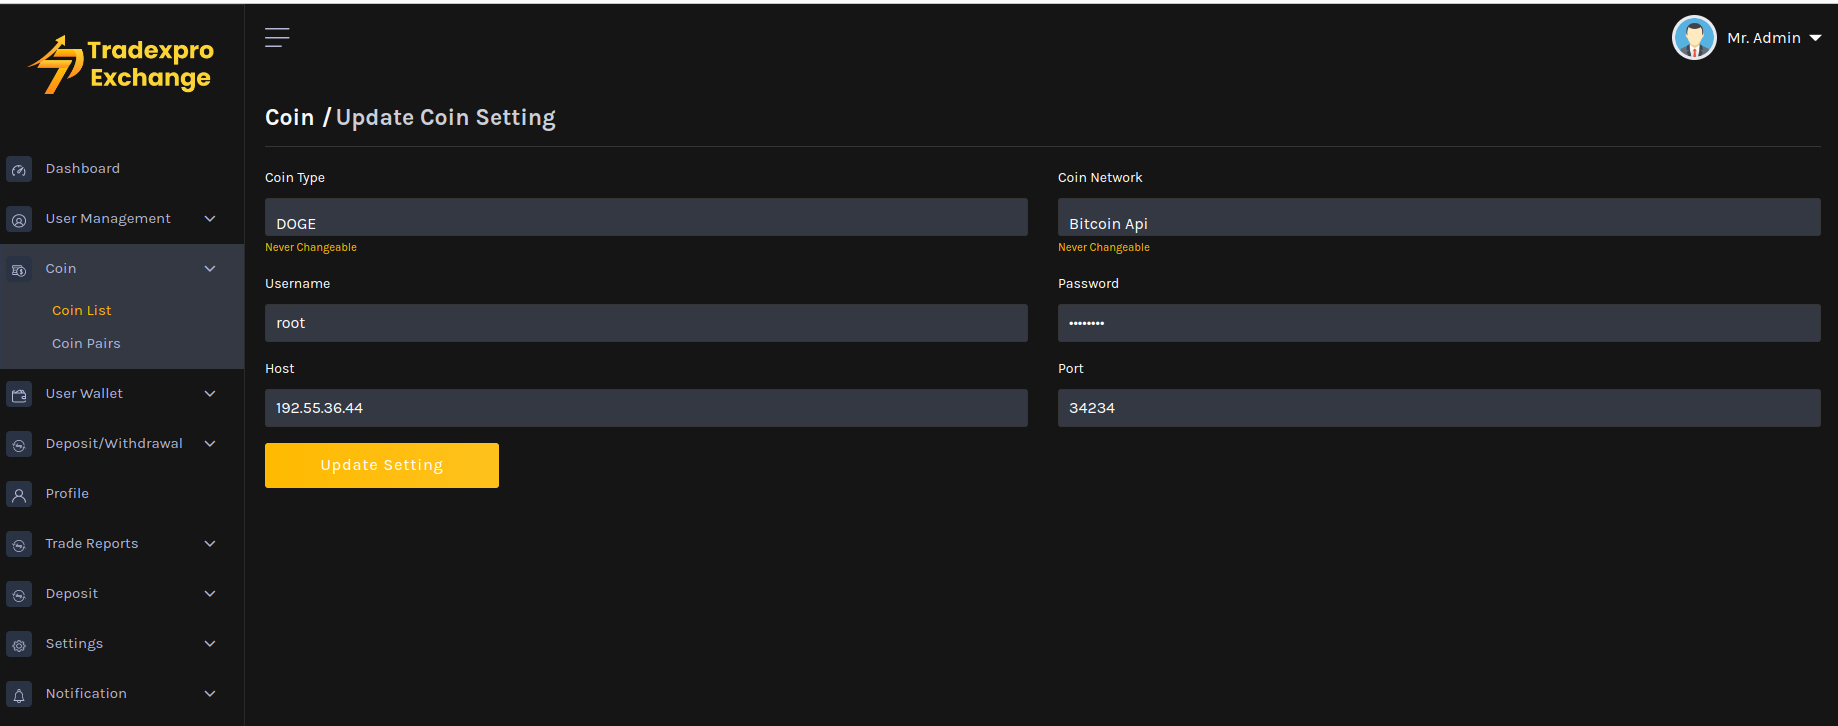 Tradexpro
Exchange
Mr. Admin
Coin / Update Coin Setting
Dashboard
User Management
Coin
Coin List
Coin Pairs
User Wallet
Deposit/Withdrawal
Profile
Trade Reports
Deposit
Settings
Notification
Coin Type
DOGE
Never Changeable
Coin Network
Bitcoin Api
Never Changeable
Username
root
Password
••••••••
Host
192.55.36.44
Port
34234
Update Setting